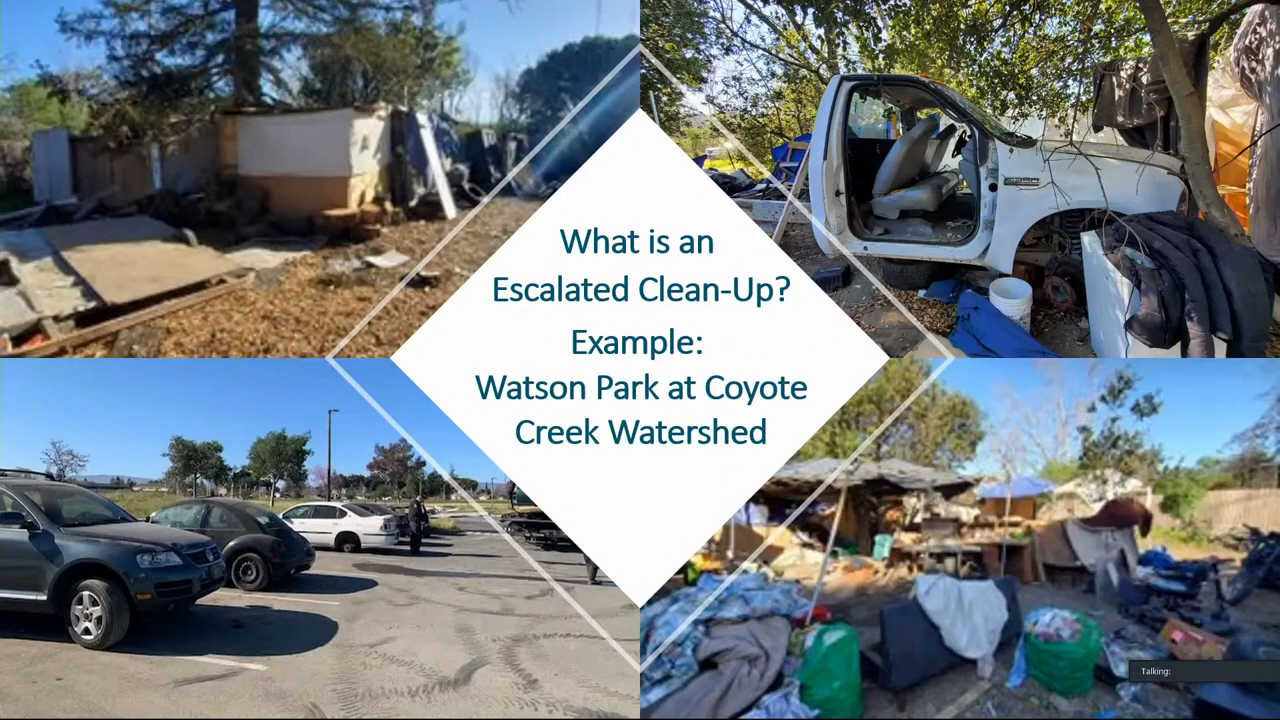 What is an
Escalated Clean-Up?
Example:
Watson Park at Coyote
Creek Watershed
Talking: